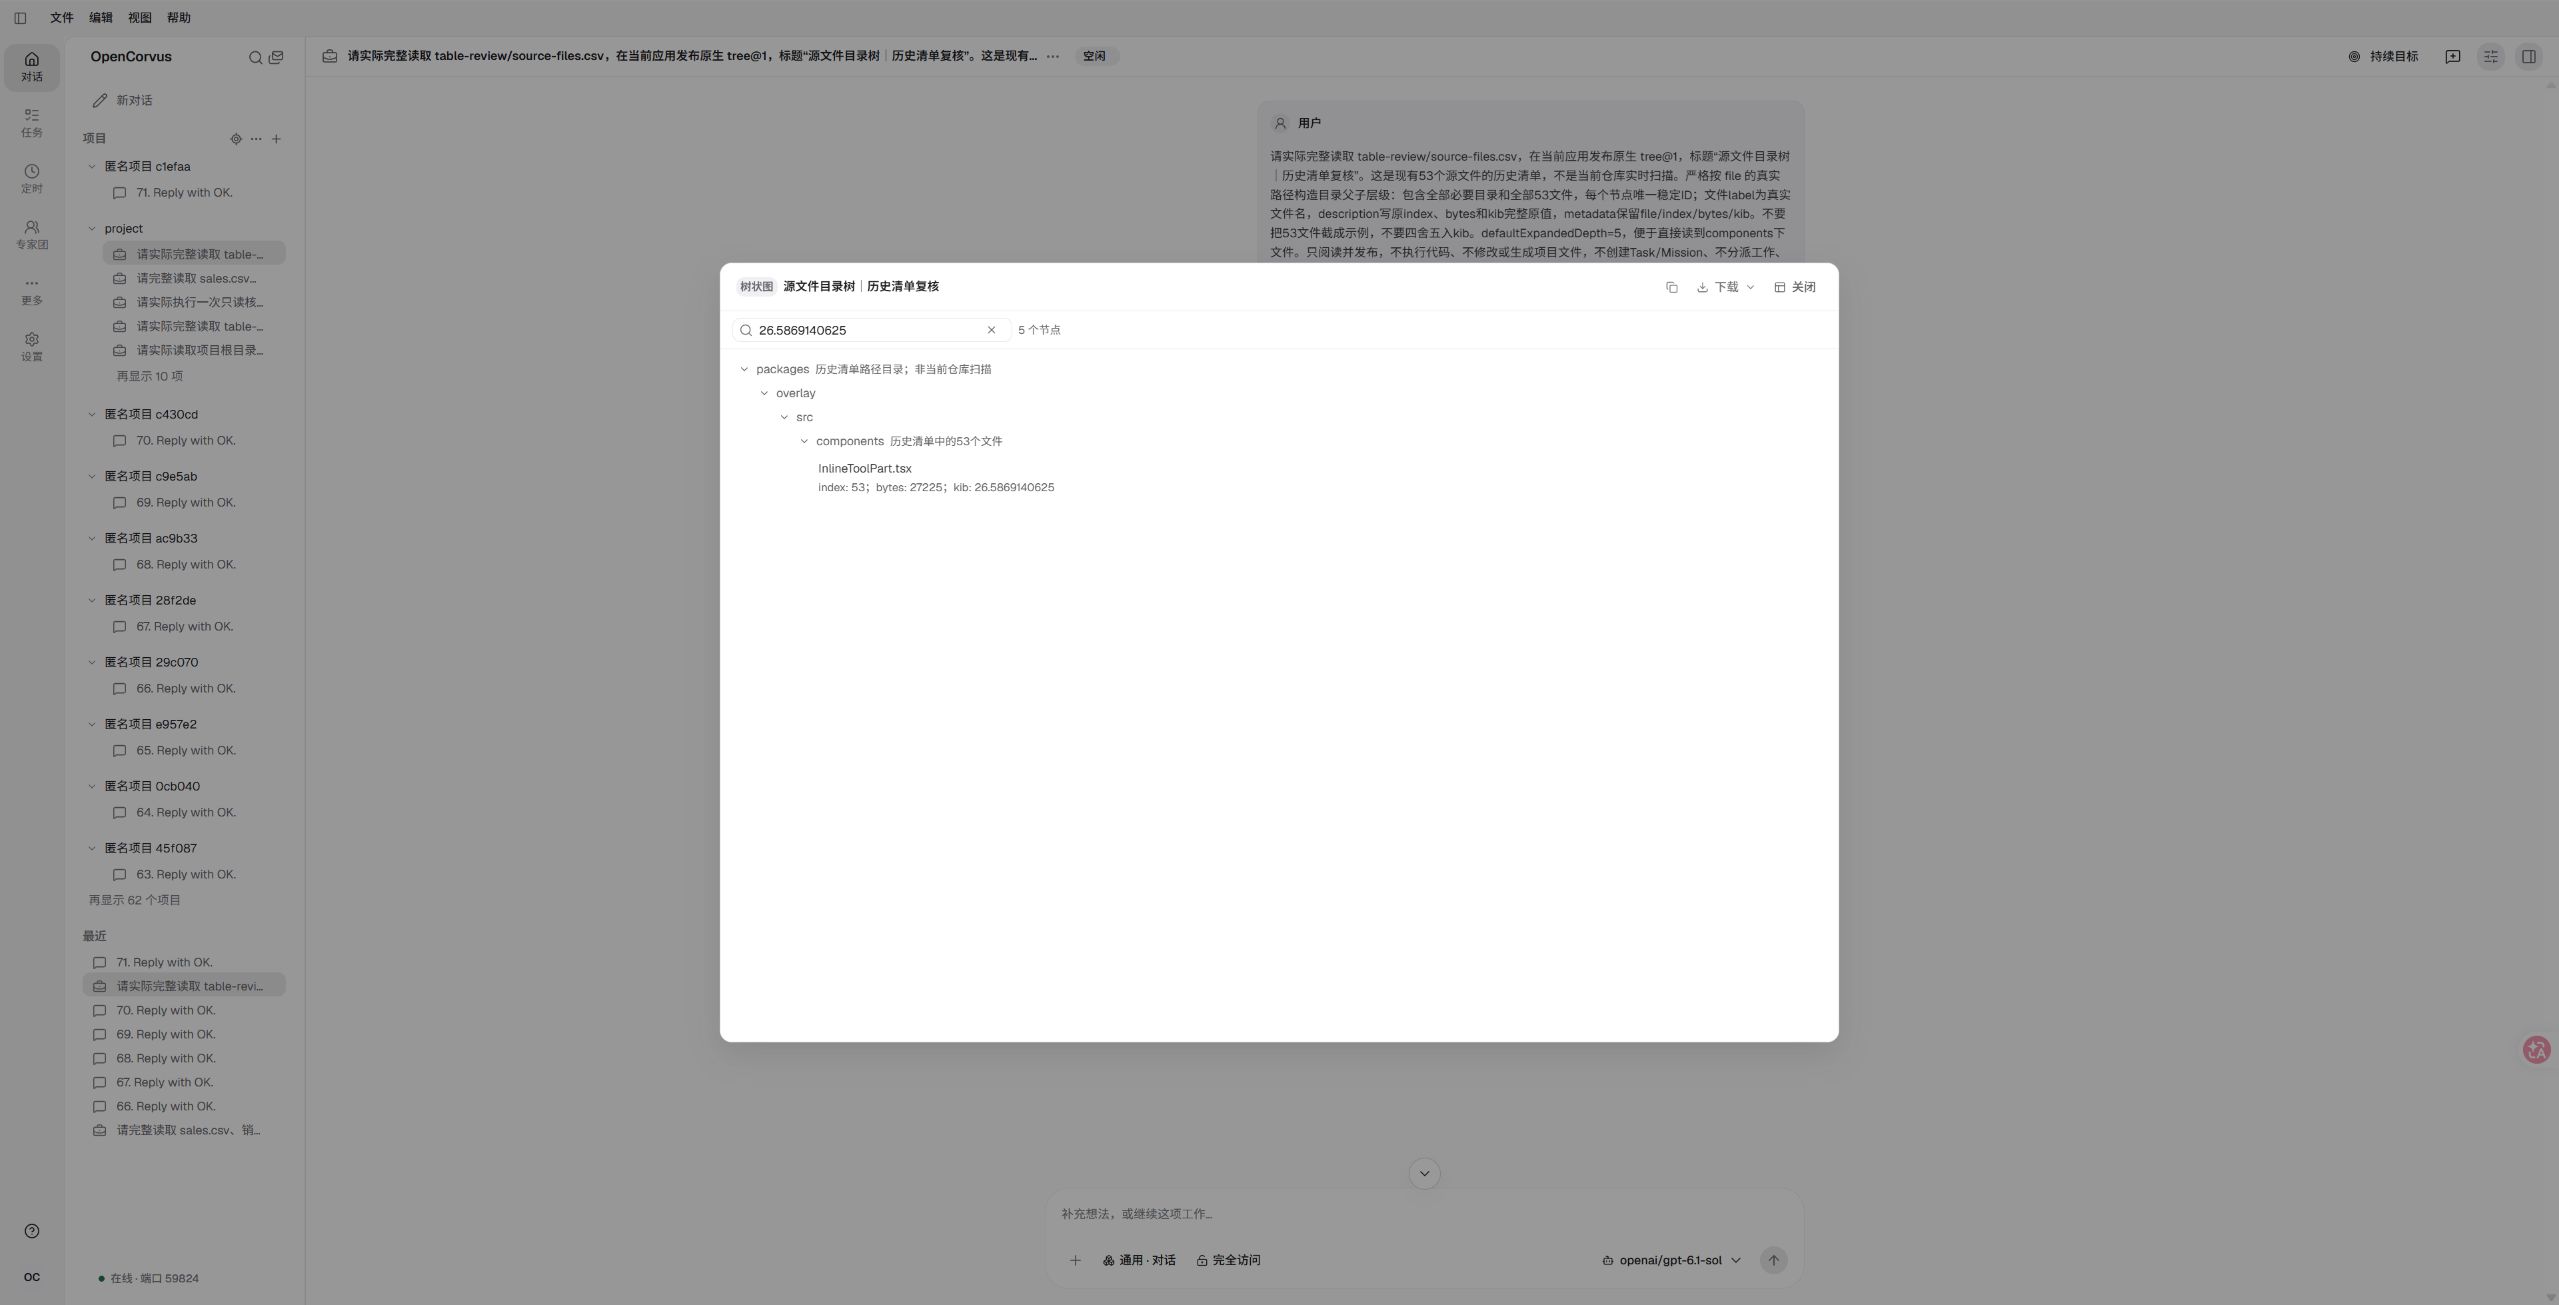 文件 编辑 视图 帮助
对话
任务
定时
专家团
更多
设置
OC
OpenCorvus
新对话
项目
匿名项目 c1efaa
71. Reply with OK.
project
请实际完整读取 table-...
请完整读取 sales.csv...
请实际执行一次只读核...
请实际完整读取 table-...
请实际读取项目根目录...
再显示 10 项
匿名项目 c430cd
70. Reply with OK.
匿名项目 c9e5ab
69. Reply with OK.
匿名项目 ac9b33
68. Reply with OK.
匿名项目 28f2de
67. Reply with OK.
匿名项目 29c070
66. Reply with OK.
匿名项目 e957e2
65. Reply with OK.
匿名项目 0cb040
64. Reply with OK.
匿名项目 45f087
63. Reply with OK.
再显示 62 个项目
最近
71. Reply with OK.
请实际完整读取 table-revi...
70. Reply with OK.
69. Reply with OK.
68. Reply with OK.
67. Reply with OK.
66. Reply with OK.
请完整读取 sales.csv、销...
在线 · 端口 59824
请实际完整读取 table-review/source-files.csv，在当前应用发布原生 tree@1，标题“源文件目录树｜历史清单复核”。这是现有... ··· 空闲
持续目标
用户
请实际完整读取 table-review/source-files.csv，在当前应用发布原生 tree@1，标题“源文件目录树
｜历史清单复核”。这是现有53个源文件的历史清单，不是当前仓库实时扫描。严格按 file 的真实
路径构造目录父子层级：包含全部必要目录和全部53文件，每个节点唯一稳定ID；文件label为真实
文件名，description写原index、bytes和kib完整原值，metadata保留file/index/bytes/kib。不要
把53文件截成示例，不要四舍五入kib。defaultExpandedDepth=5，便于直接读到components下
文件。只阅读并发布，不执行代码、不修改或生成项目文件，不创建Task/Mission、不分派工作、
树状图 源文件目录树｜历史清单复核
下载 关闭
26.5869140625 5 个节点
packages 历史清单路径目录；非当前仓库扫描
overlay
src
components 历史清单中的53个文件
InlineToolPart.tsx
index: 53；bytes: 27225；kib: 26.5869140625
补充想法，或继续这项工作...
通用 · 对话 完全访问 openai/gpt-6.1-sol